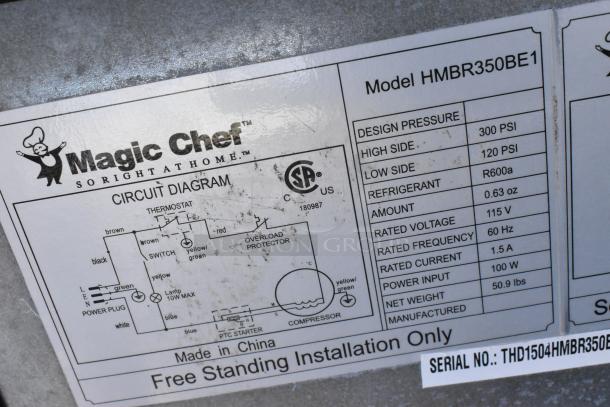 Magic Chef™
SO RIGHT AT HOME.™
CIRCUIT DIAGRAM
THERMOSTAT
brown
brown
red
OVERLOAD
PROTECTOR
black
SWITCH
yellow/
green
yellow
L
E
N
green
POWER PLUG
Lamp
10W MAX
white
blue
blue
PTC STARTER
COMPRESSOR
yellow/
green
C US
180987
Made in China
Free Standing Installation Only
Model HMBR350BE1
DESIGN PRESSURE
HIGH SIDE 300 PSI
LOW SIDE 120 PSI
REFRIGERANT R600a
AMOUNT 0.63 oz
RATED VOLTAGE 115 V
RATED FREQUENCY 60 Hz
RATED CURRENT 1.5 A
POWER INPUT 100 W
NET WEIGHT 50.9 lbs
MANUFACTURED
SERIAL NO.: THD1504HMBR350B